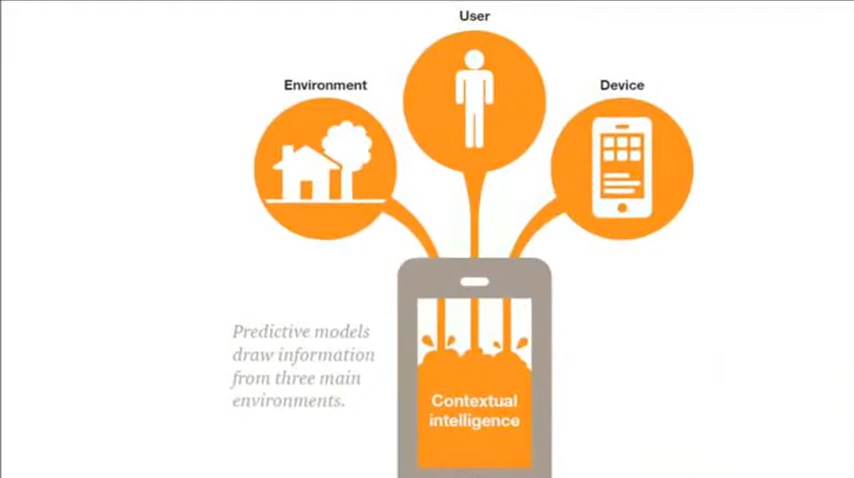 User
Environment
Device
Predictive models
draw information
from three main
environments.
Contextual
intelligence